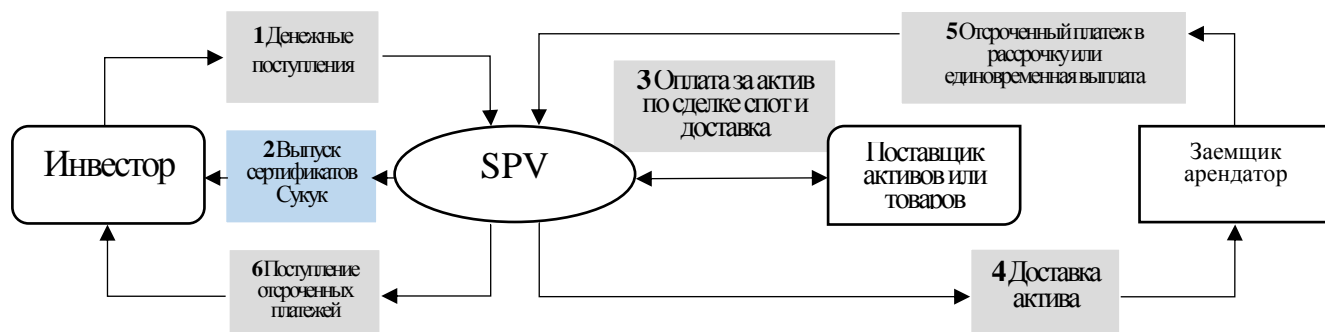 1 Денежные
поступления
5 Отсроченный платеж в
рассрочку или
единовременная выплата
3 Оплата за актив
по сделке спот и
доставка
Инвестор
2 Выпуск
сертификатов
Сукук
SPV
Поставщик
активов или
товаров
Заемщик
арендатор
6 Поступление
отсроченных
платежей
4 Доставка
актива